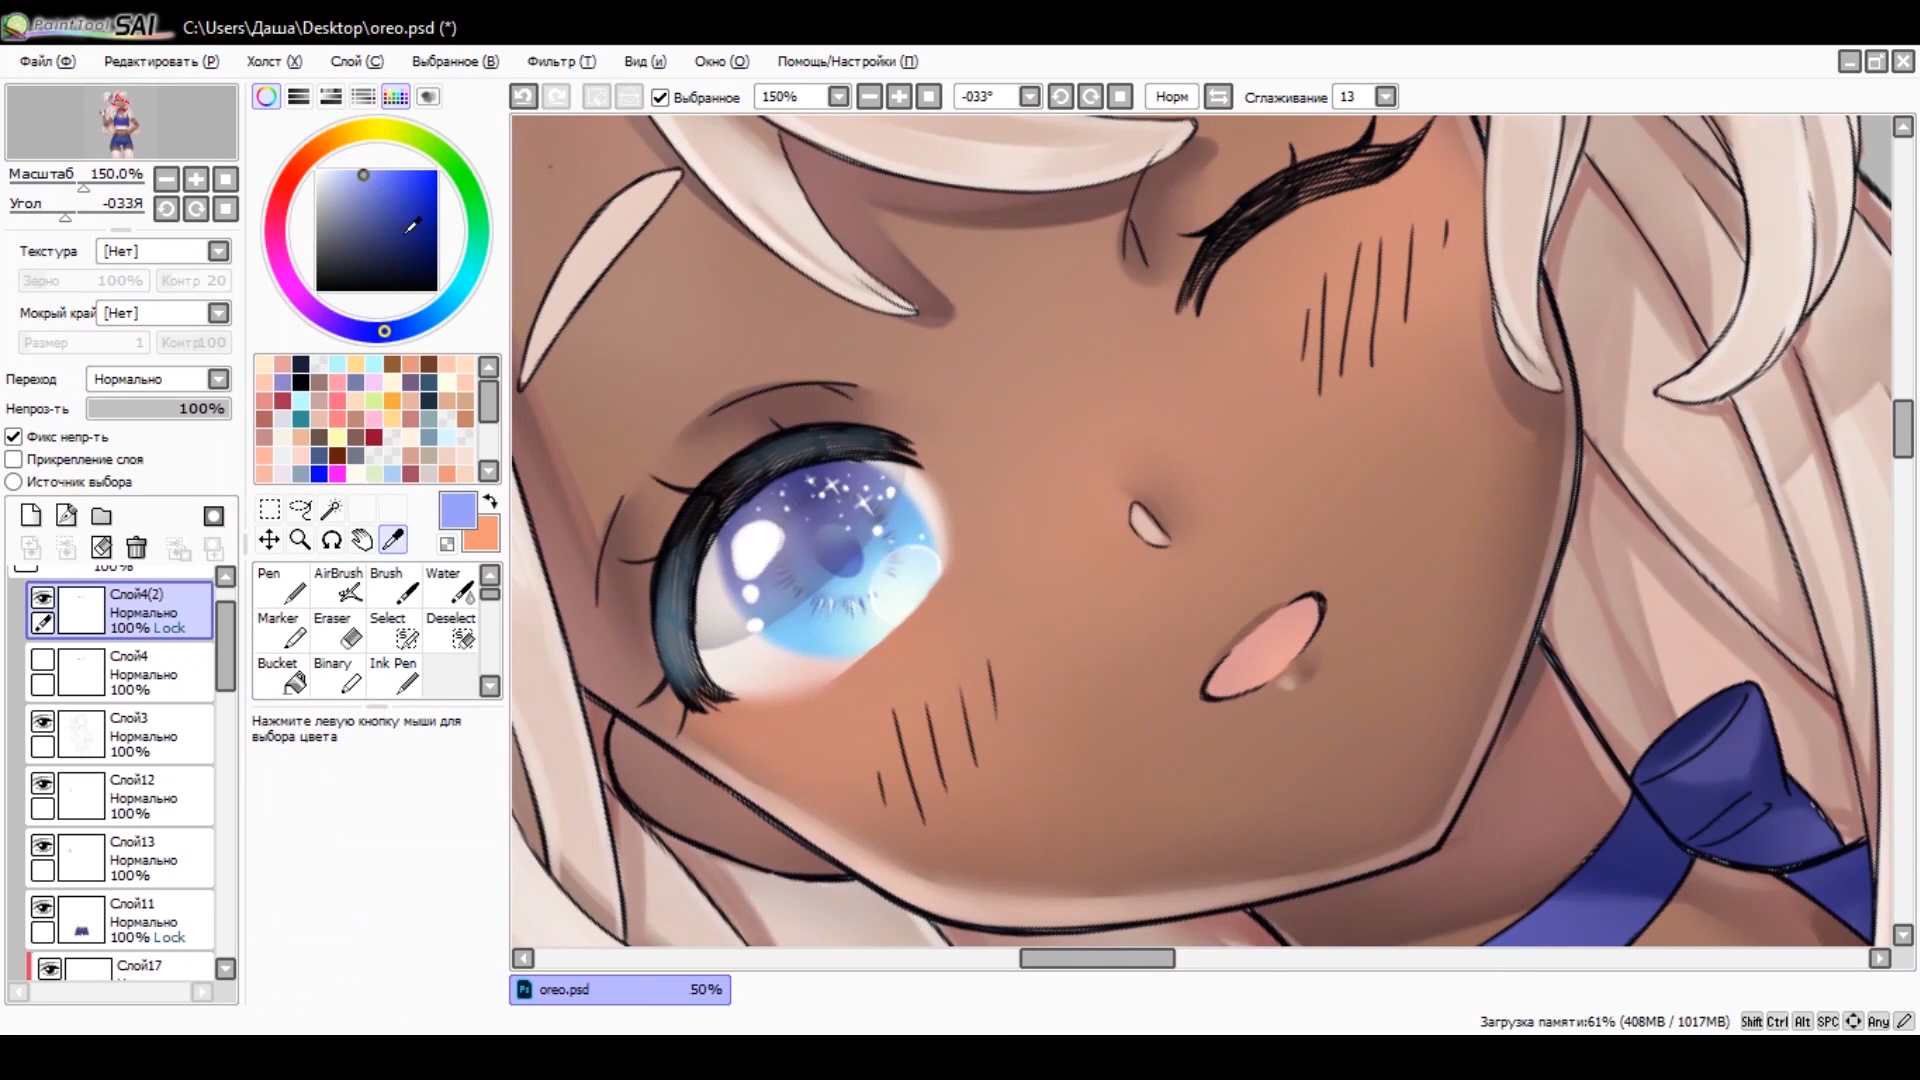 PaintTool SAI C:\Users\Даша\Desktop\oreo.psd (*)
Файл (Ф) Редактировать (Р) Холст (Х) Слой (С) Выбранное (В) Фильтр (Т) Вид (и) Окно (О) Помощь/Настройки (П)
Выбранное 150% -033° Норм Сглаживание 13
Масштаб 150.0%
Угол -033Я
Текстура [Нет]
Зерно 100% Контр 20
Мокрый край [Нет]
Размер 1 Контр100
Переход Нормально
Непроз-ть 100%
Фикс непр-ть
Прикрепление слоя
Источник выбора
100%
Слой4(2)
Нормально
100% Lock
Слой4
Нормально
100%
Слой3
Нормально
100%
Слой12
Нормально
100%
Слой13
Нормально
100%
Слой11
Нормально
100% Lock
Слой17
Pen AirBrush Brush Water
Marker Eraser Select Deselect
Bucket Binary Ink Pen
Нажмите левую кнопку мыши для
выбора цвета
Ps oreo.psd 50%
Загрузка памяти:61% (408MB / 1017MB) Shift Ctrl Alt SPC Any